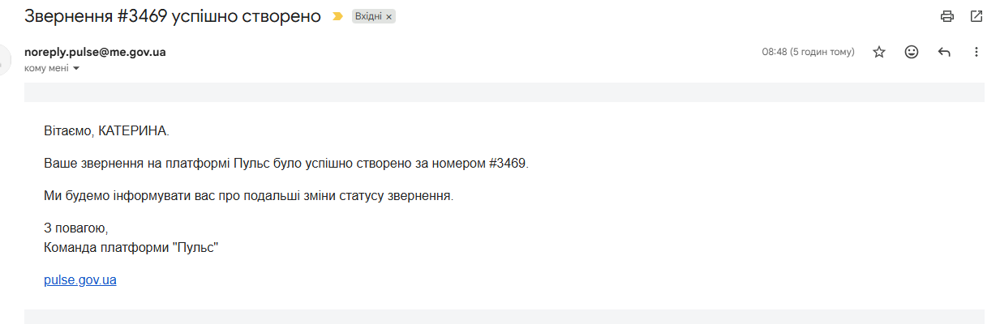 Звернення #3469 успішно створено
Вхідні ×
noreply.pulse@me.gov.ua
08:48 (5 годин тому)
кому мені
Вітаємо, КАТЕРИНА.
Ваше звернення на платформі Пульс було успішно створено за номером #3469.
Ми будемо інформувати вас про подальші зміни статусу звернення.
З повагою,
Команда платформи "Пульс"
pulse.gov.ua